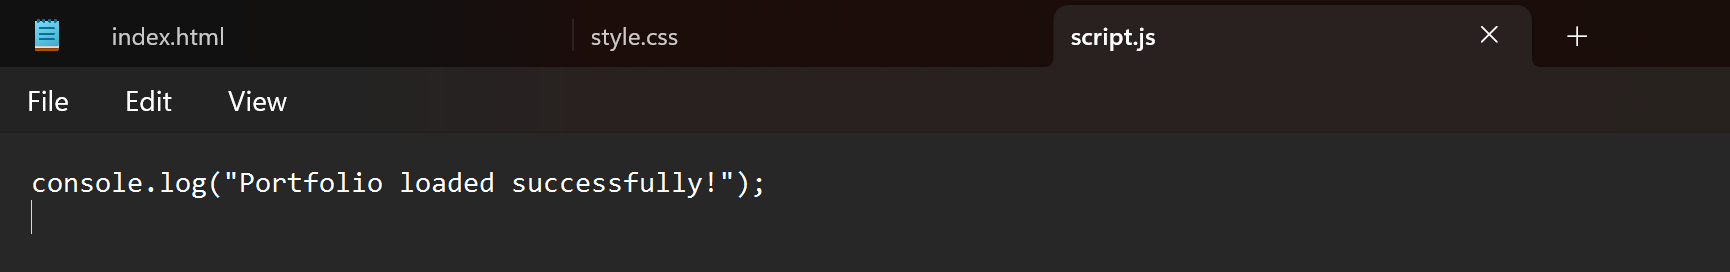 index.html
style.css
script.js
File Edit View
console.log("Portfolio loaded successfully!");